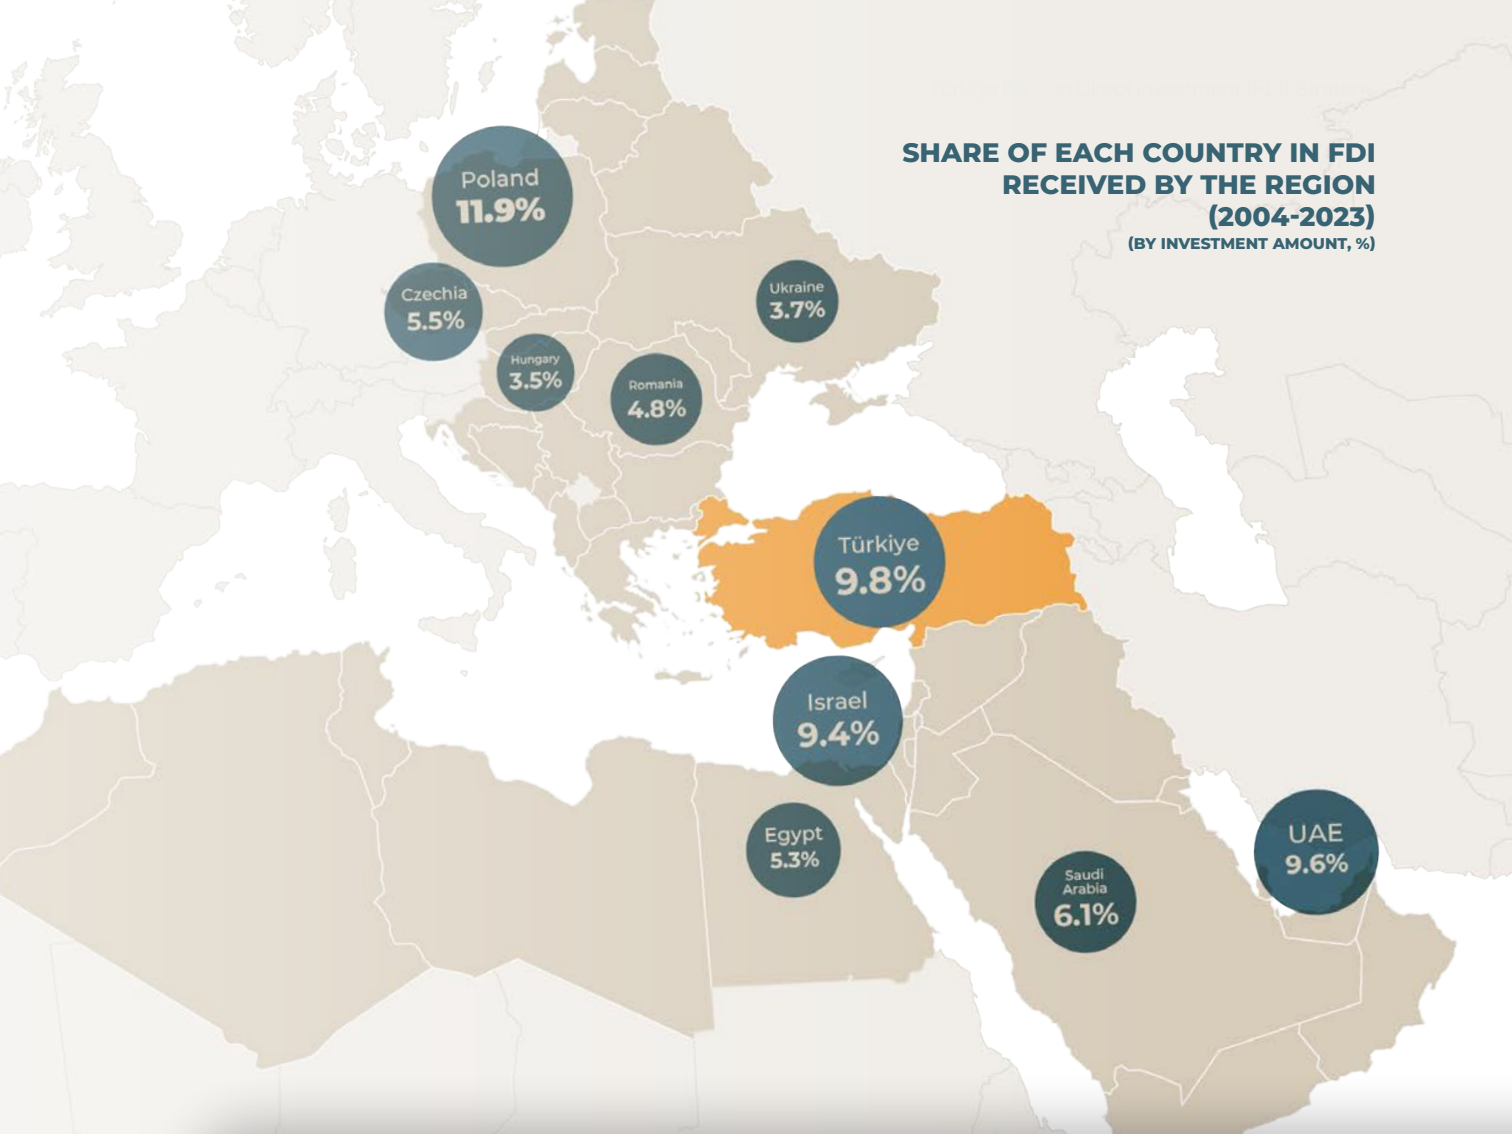 SHARE OF EACH COUNTRY IN FDI
RECEIVED BY THE REGION
(2004-2023)
(BY INVESTMENT AMOUNT, %)
Poland
11.9%
Czechia
5.5%
Ukraine
3.7%
Hungary
3.5%
Romania
4.8%
Türkiye
9.8%
Israel
9.4%
Egypt
5.3%
UAE
9.6%
Saudi
Arabia
6.1%